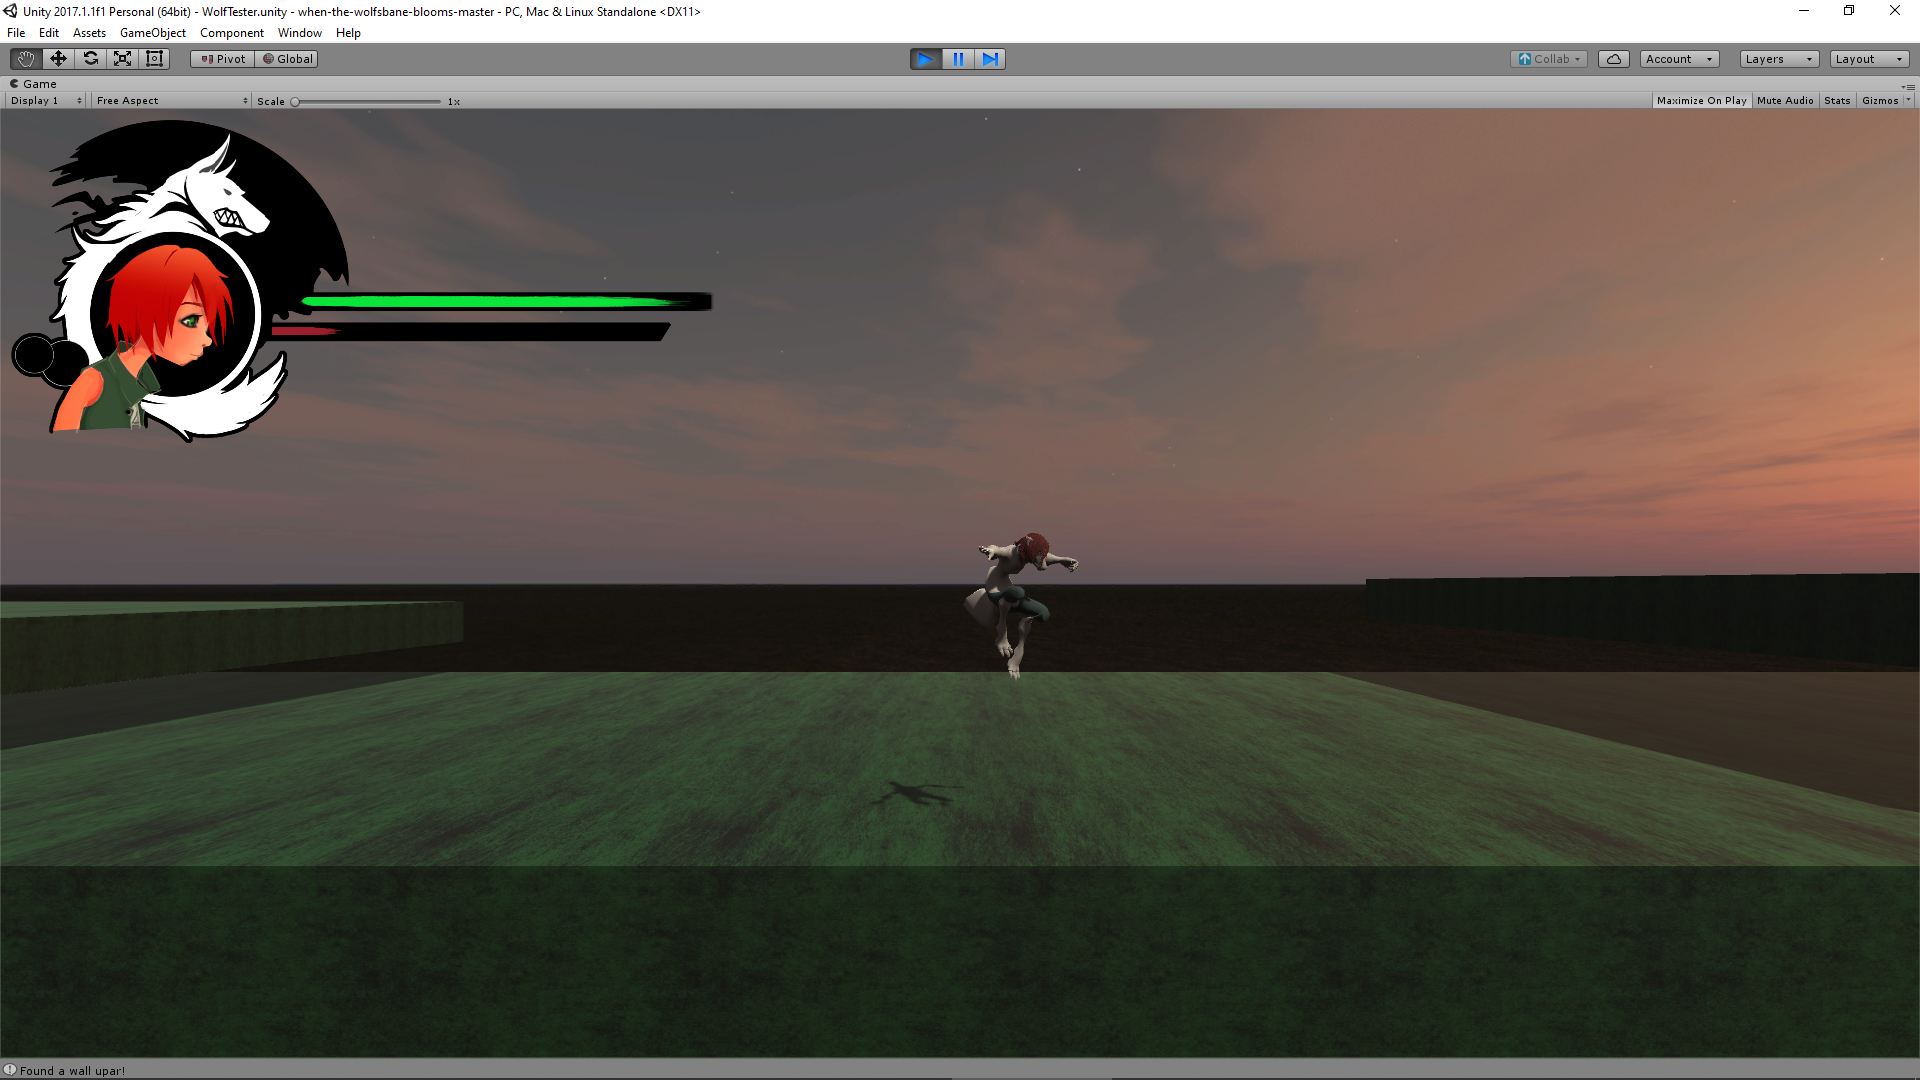 Unity 2017.1.1f1 Personal (64bit) - WolfTester.unity - when-the-wolfsbane-blooms-master - PC, Mac & Linux Standalone <DX11>
File Edit Assets GameObject Component Window Help
Pivot Global Collab Account Layers Layout
Game
Display 1 Free Aspect Scale 1x Maximize On Play Mute Audio Stats Gizmos
Found a wall upar!